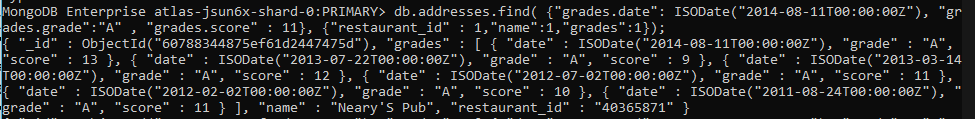 MongoDB Enterprise atlas-jsun6x-shard-0:PRIMARY> db.addresses.find( {"grades.date": ISODate("2014-08-11T00:00:00Z"), "gr
ades.grade":"A" , "grades.score" : 11}, {"restaurant_id" : 1,"name":1,"grades":1});
{ "_id" : ObjectId("60788344875ef61d2447475d"), "grades" : [ { "date" : ISODate("2014-08-11T00:00:00Z"), "grade" : "A",
"score" : 13 }, { "date" : ISODate("2013-07-22T00:00:00Z"), "grade" : "A", "score" : 9 }, { "date" : ISODate("2013-03-14
T00:00:00Z"), "grade" : "A", "score" : 12 }, { "date" : ISODate("2012-07-02T00:00:00Z"), "grade" : "A", "score" : 11 },
{ "date" : ISODate("2012-02-02T00:00:00Z"), "grade" : "A", "score" : 10 }, { "date" : ISODate("2011-08-24T00:00:00Z"), "
grade" : "A", "score" : 11 } ], "name" : "Neary'S Pub", "restaurant_id" : "40365871" }